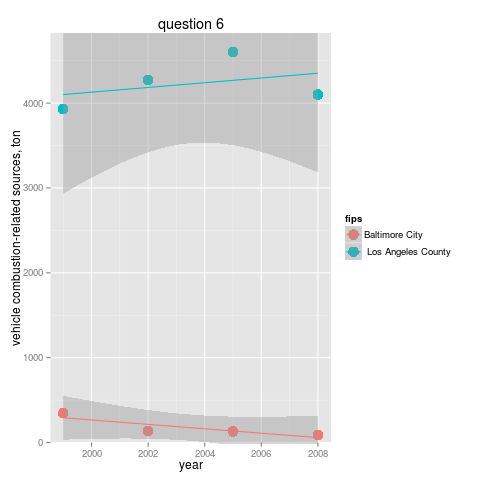 question 6
vehicle combustion-related sources, ton
4000
3000
2000
1000
0
2000 2002 2004 2006 2008
year
fips
Baltimore City
Los Angeles County